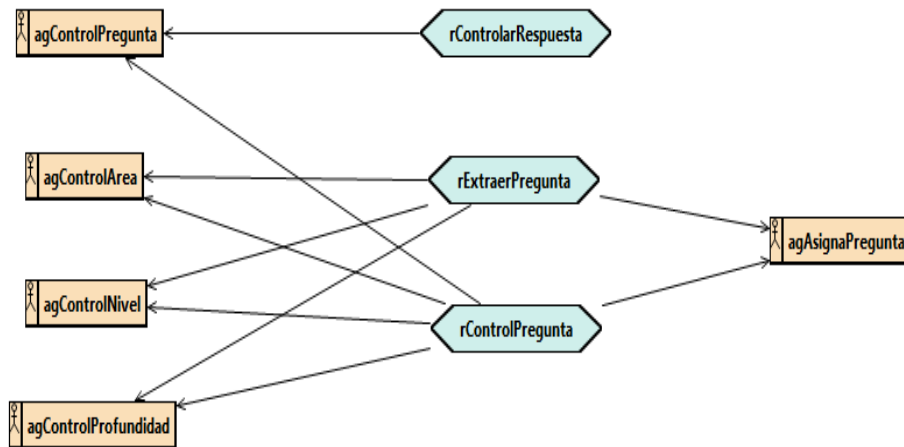 agControlPregunta
rControlarRespuesta
agControlArea
rExtraerPregunta
agAsignaPregunta
agControlNivel
rControlPregunta
agControlProfundidad